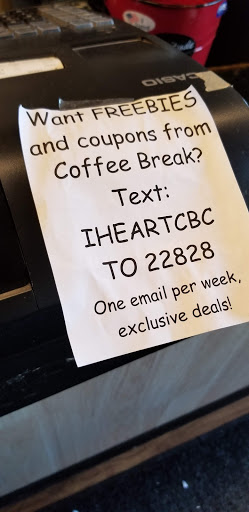 CASIO
Want FREEBIES
and coupons from
Coffee Break?
Text:
IHEARTCBC
TO 22828
One email per week,
exclusive deals!